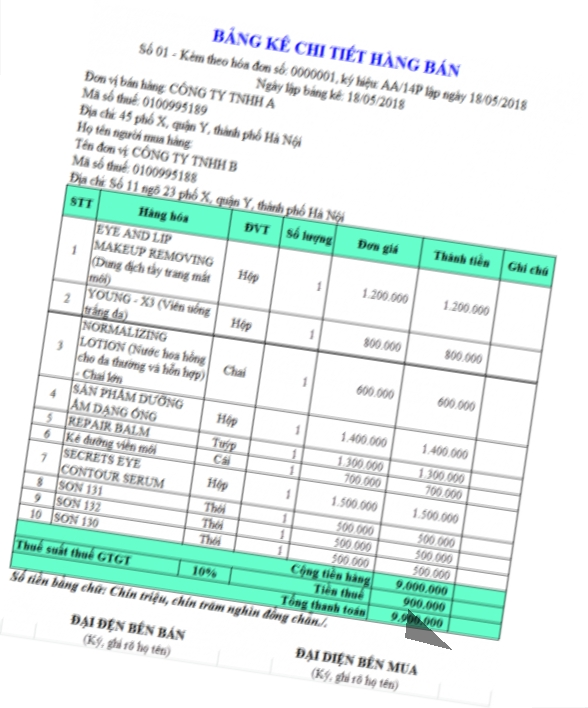 BẢNG KÊ CHI TIẾT HÀNG BÁN
Số 01 - Kèm theo hóa đơn số: 0000001, ký hiệu: AA/14P lập ngày 18/05/2018
Ngày lập bảng kê: 18/05/2018
Đơn vị bán hàng: CÔNG TY TNHH A
Mã số thuế: 0100995189
Địa chỉ: 45 phố X, quận Y, thành phố Hà Nội
Họ tên người mua hàng:
Tên đơn vị: CÔNG TY TNHH B
Mã số thuế: 0100995188
Địa chỉ: Số 11 ngõ 23 phố X, quận Y, thành phố Hà Nội
STT Hàng hóa ĐVT Số lượng Đơn giá Thành tiền Ghi chú
EYE AND LIP
MAKEUP REMOVING
(Dung dịch tẩy trang mắt
môi)
1 Hộp 1 1.200.000 1.200.000
YOUNG - X3 (Viên uống
trắng da)
2 Hộp 1 800.000 800.000
NORMALIZING
LOTION (Nước hoa hồng
cho da thường và hỗn hợp)
- Chai lớn
3 Chai 1 600.000 600.000
SẢN PHẨM DƯỠNG
ẨM DẠNG ỐNG
4 Hộp 1 1.400.000 1.400.000
5 REPAIR BALM Tuýp 1 1.300.000 1.300.000
6 Kẻ đường viền môi Cái 1 700.000 700.000
SECRETS EYE
CONTOUR SERUM
7 Hộp 1 1.500.000 1.500.000
8 SON 131 Thỏi 1 500.000 500.000
9 SON 132 Thỏi 1 500.000 500.000
10 SON 130 Thỏi 1 500.000 500.000
Cộng tiền hàng 9.000.000
Thuế suất thuế GTGT 10% Tiền thuế 900.000
Tổng thanh toán 9.900.000
Số tiền bằng chữ: Chín triệu, chín trăm nghìn đồng chẵn./.
ĐẠI ĐỆN BÊN BÁN
(Ký, ghi rõ họ tên)
ĐẠI DIỆN BÊN MUA
(Ký, ghi rõ họ tên)